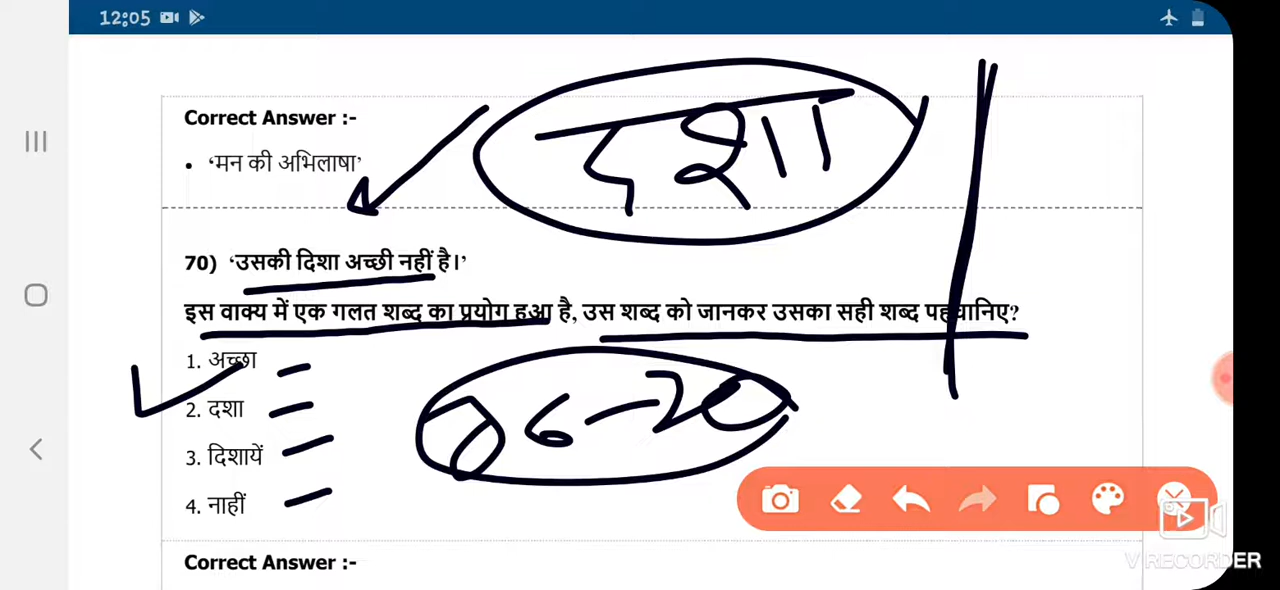 12:05
Correct Answer :-
दशा
• ‘मन की अभिलाषा’
70) ‘उसकी दिशा अच्छी नहीं है।’
इस वाक्य में एक गलत शब्द का प्रयोग हुआ है, उस शब्द को जानकर उसका सही शब्द पहचानिए?
1. अच्छा
2. दशा
3. दिशायें
4. नाहीं
Correct Answer :-
V RECORDER